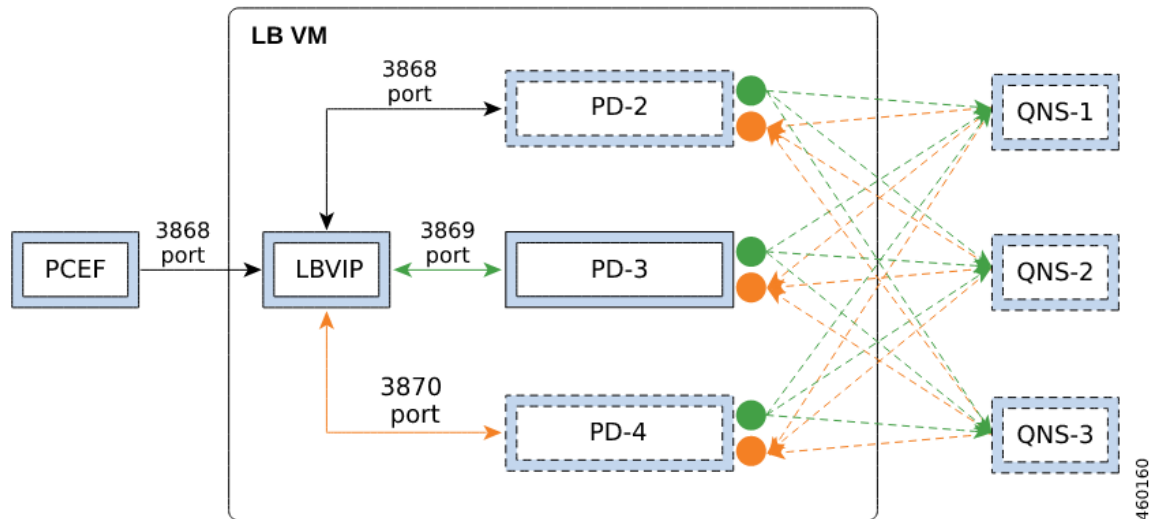 LB VM
3868
port
PD-2
QNS-1
3868
port
PCEF
LBVIP
3869
port
PD-3
QNS-2
3870
port
PD-4
QNS-3
460160